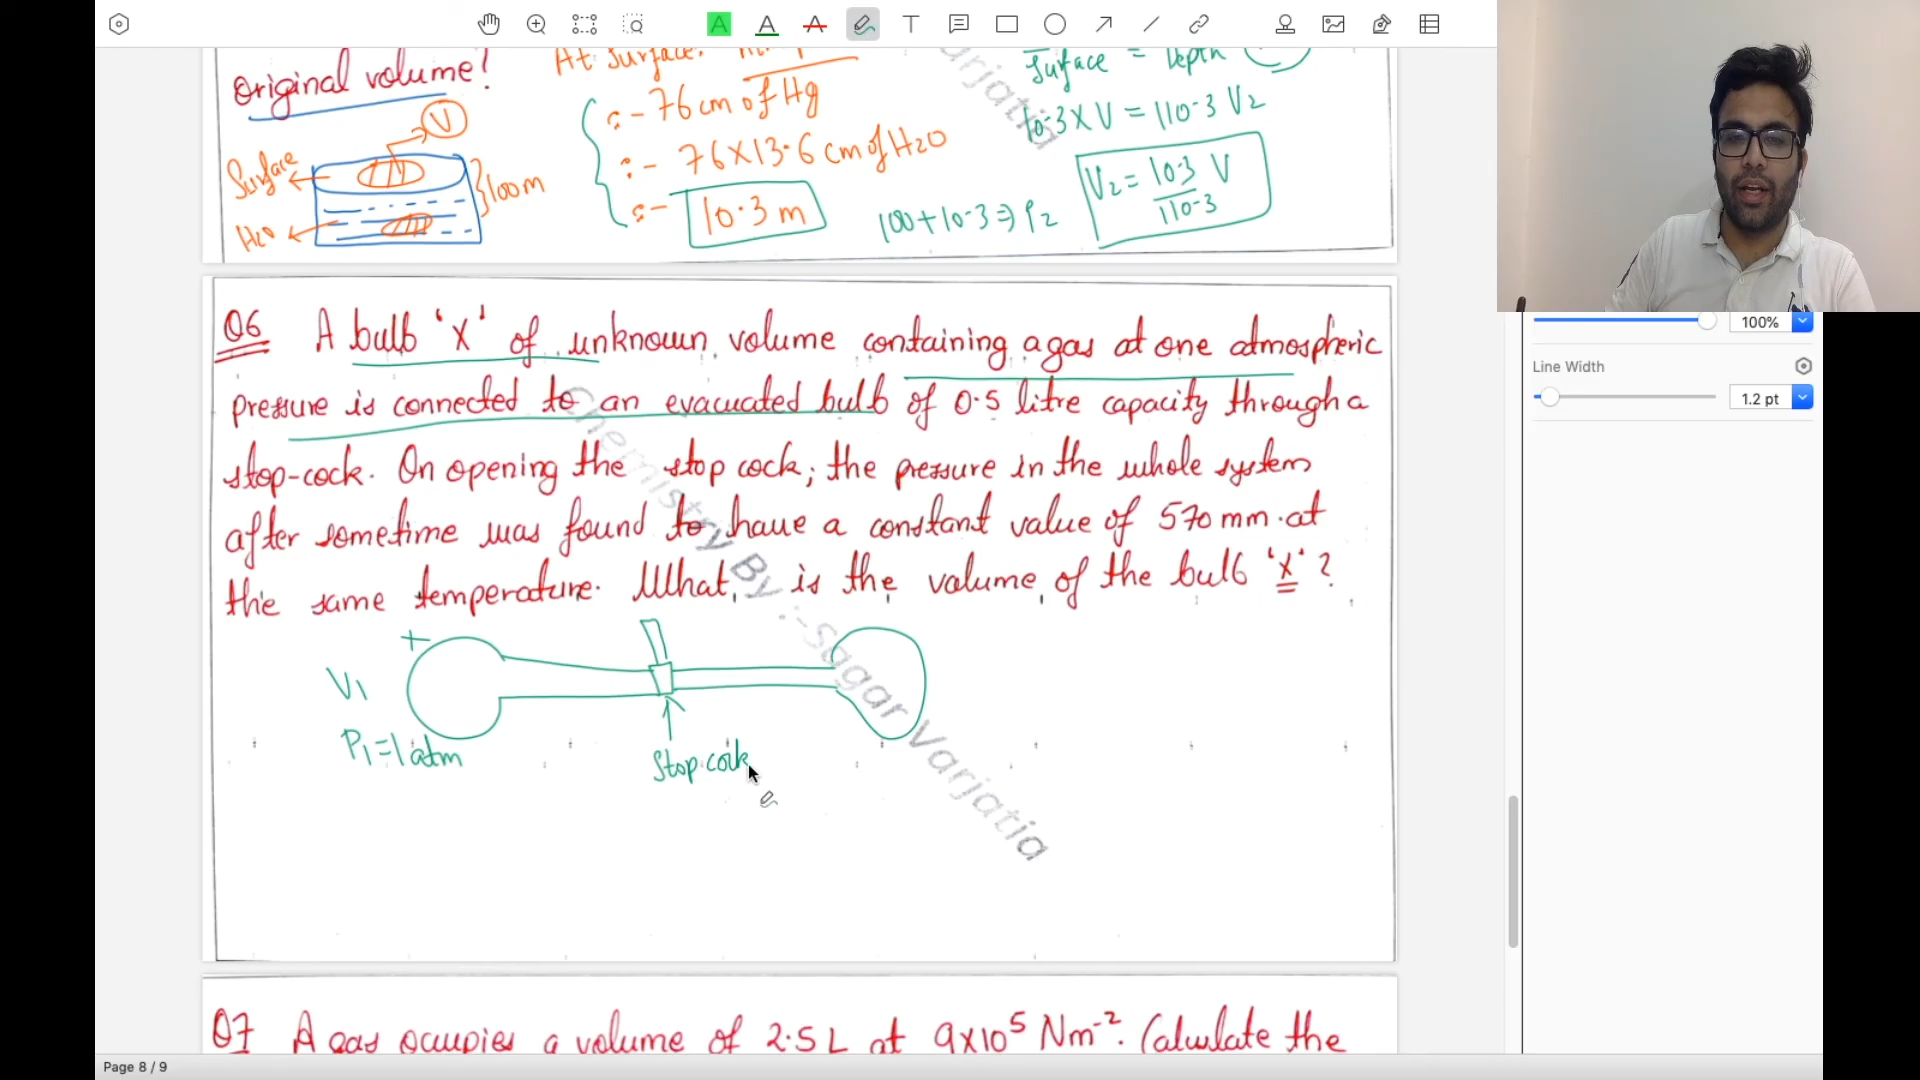 A A A T
original volume?
At Surface:
Surface = Depth
:- 76 cm of Hg
10.3 X V = 110.3 V2
V
:- 76X13.6 cm of H2O
Surface
}100m
V2 = 10.3 V
110.3
:- 10.3 m
H2O
100+10.3 => P2
Q6 A bulb 'X' of unknown volume containing a gas at one atmospheric
pressure is connected to an evacuated bulb of 0.5 litre capacity through a
stop-cock. On opening the stop cock, the pressure in the whole system
after sometime was found to have a constant value of 570 mm at
the same temperature. What is the volume of the bulb 'X'?
V1
P1=1 atm
Stop cock
Chemistry By :- Sagar Varjatia
Q7 A gas occupies a volume of 2.5 L at 9x10⁵ Nm⁻². Calculate the
100%
Line Width
1.2 pt
Page 8 / 9